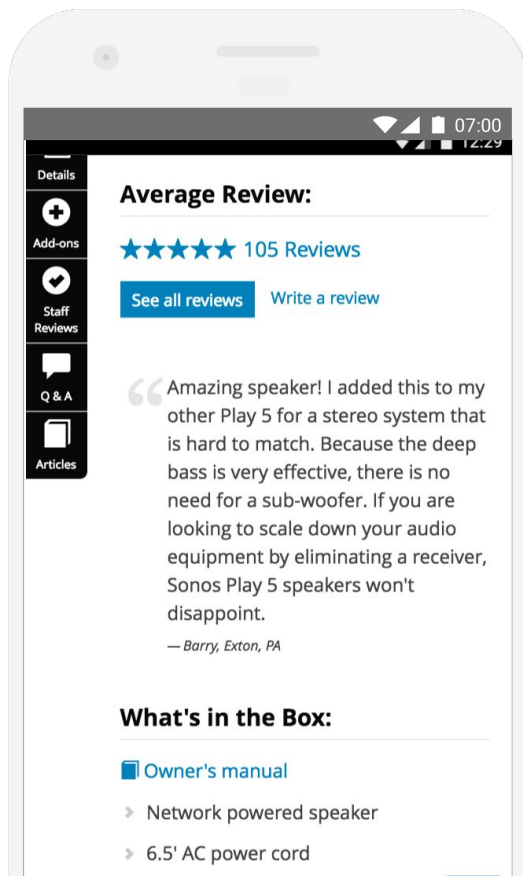 07:00
12:29
Details
Add-ons
Staff
Reviews
Q & A
Articles
Average Review:
105 Reviews
See all reviews
Write a review
“
Amazing speaker! I added this to my
other Play 5 for a stereo system that
is hard to match. Because the deep
bass is very effective, there is no
need for a sub-woofer. If you are
looking to scale down your audio
equipment by eliminating a receiver,
Sonos Play 5 speakers won't
disappoint.
— Barry, Exton, PA
What's in the Box:
Owner's manual
Network powered speaker
6.5' AC power cord